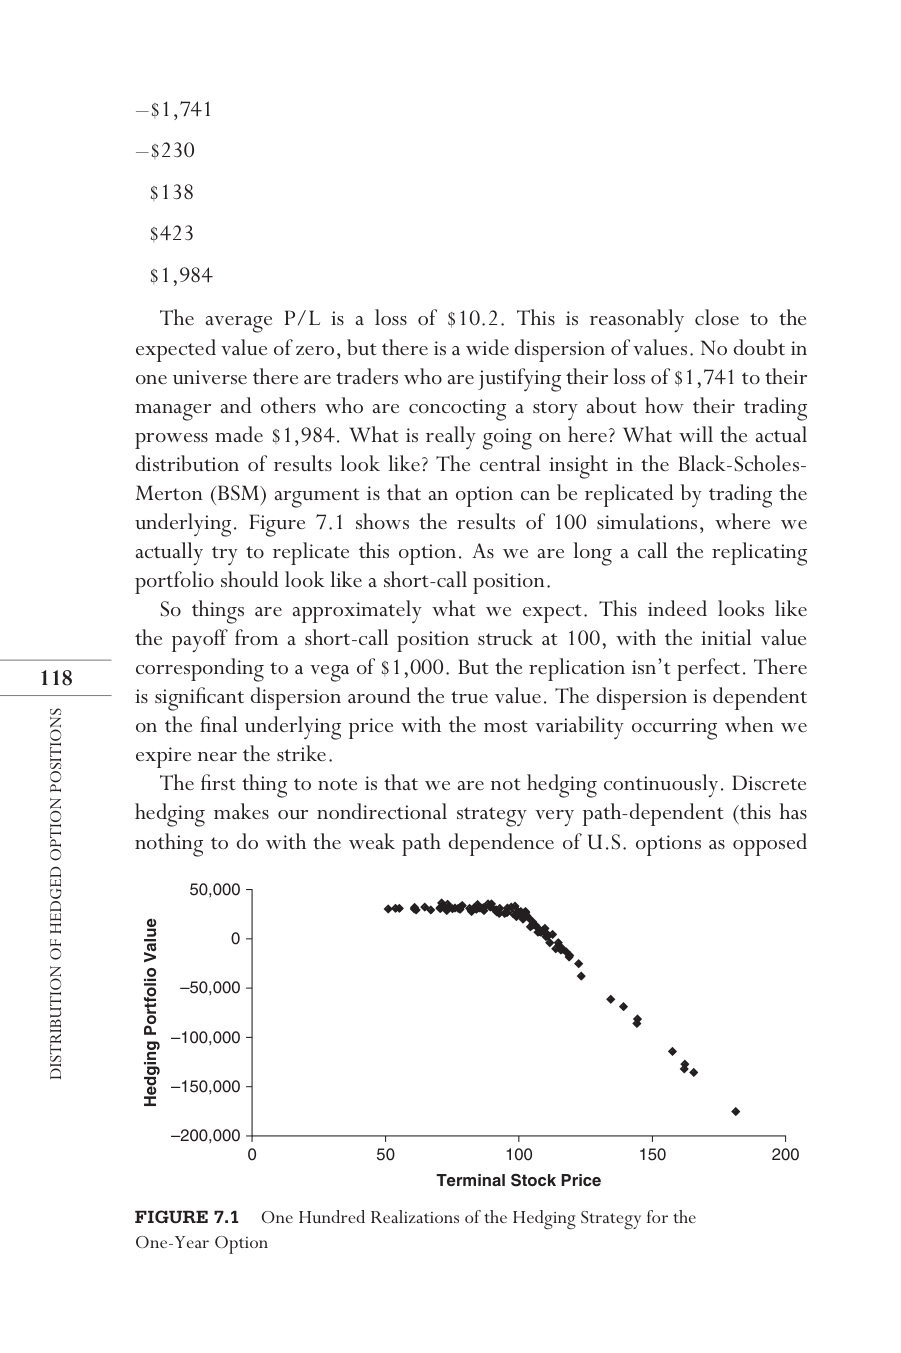 –$1,741
–$230
$138
$423
$1,984
The average P/L is a loss of $10.2. This is reasonably close to the
expected value of zero, but there is a wide dispersion of values. No doubt in
one universe there are traders who are justifying their loss of $1,741 to their
manager and others who are concocting a story about how their trading
prowess made $1,984. What is really going on here? What will the actual
distribution of results look like? The central insight in the Black-Scholes-
Merton (BSM) argument is that an option can be replicated by trading the
underlying. Figure 7.1 shows the results of 100 simulations, where we
actually try to replicate this option. As we are long a call the replicating
portfolio should look like a short-call position.
So things are approximately what we expect. This indeed looks like
the payoff from a short-call position struck at 100, with the initial value
corresponding to a vega of $1,000. But the replication isn’t perfect. There
is significant dispersion around the true value. The dispersion is dependent
on the final underlying price with the most variability occurring when we
expire near the strike.
The first thing to note is that we are not hedging continuously. Discrete
hedging makes our nondirectional strategy very path-dependent (this has
nothing to do with the weak path dependence of U.S. options as opposed
118
DISTRIBUTION OF HEDGED OPTION POSITIONS
Hedging Portfolio Value
50,000
0
–50,000
–100,000
–150,000
–200,000
0 50 100 150 200
Terminal Stock Price
FIGURE 7.1 One Hundred Realizations of the Hedging Strategy for the
One-Year Option